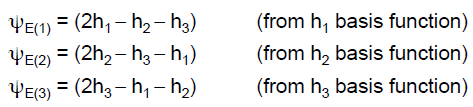 ψE(1) = (2h₁ – h₂ – h₃) (from h₁ basis function)
ψE(2) = (2h₂ – h₃ – h₁) (from h₂ basis function)
ψE(3) = (2h₃ – h₁ – h₂) (from h₃ basis function)